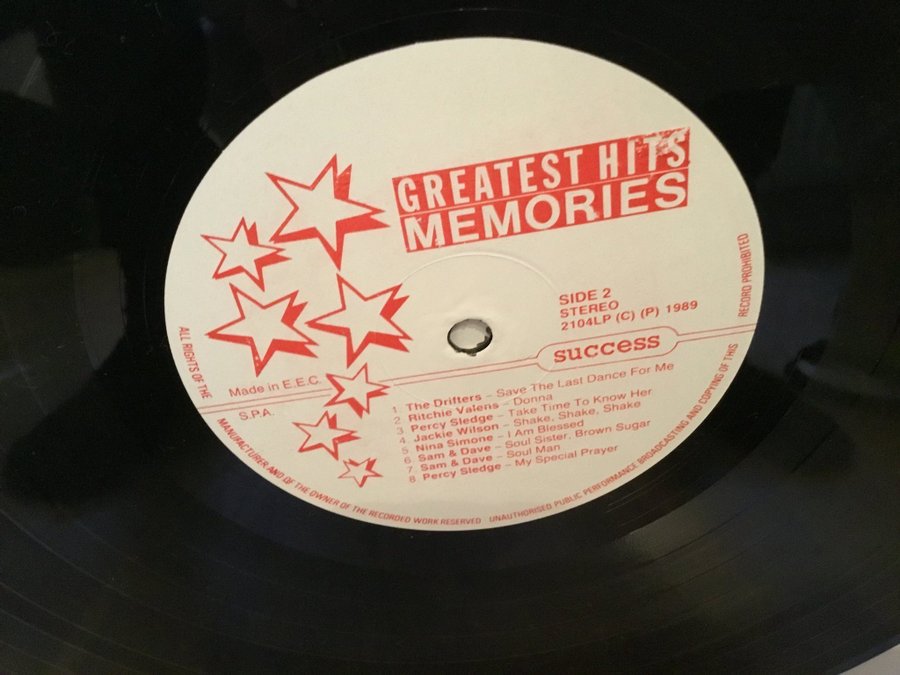 GREATEST HITS
MEMORIES
SIDE 2
STEREO
2104LP (C) (P) 1989
success
Made in E.E.C.
S.P.A.
1. The Drifters – Save The Last Dance For Me
2 Ritchie Valens – Donna
3 Percy Sledge – Take Time To Know Her
4. Jackie Wilson – Shake, Shake, Shake
5 Nina Simone – I Am Blessed
6. Sam & Dave – Soul Sister, Brown Sugar
7. Sam & Dave – Soul Man
8 Percy Sledge – My Special Prayer
ALL RIGHTS OF THE MANUFACTURER AND OF THE OWNER OF THE RECORDED WORK RESERVED UNAUTHORISED PUBLIC PERFORMANCE BROADCASTING AND COPYING OF THIS RECORD PROHIBITED